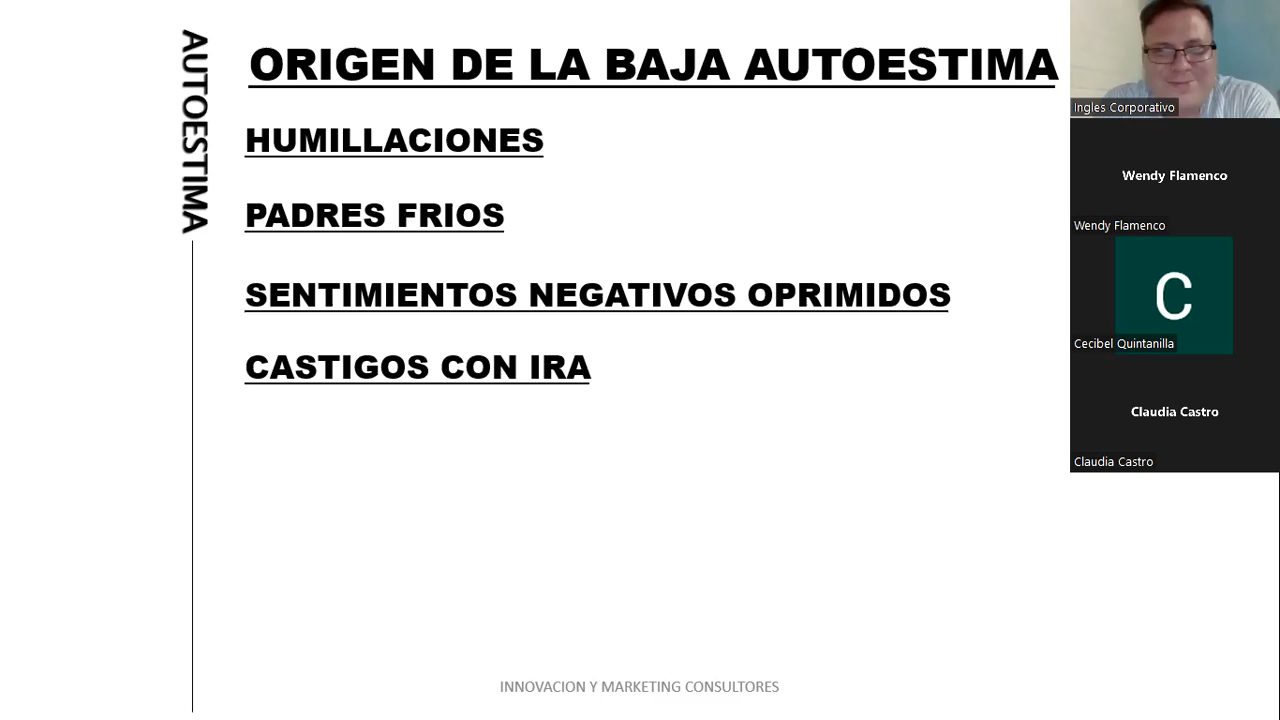 AUTOESTIMA
ORIGEN DE LA BAJA AUTOESTIMA
HUMILLACIONES
PADRES FRIOS
SENTIMIENTOS NEGATIVOS OPRIMIDOS
CASTIGOS CON IRA
INNOVACION Y MARKETING CONSULTORES
Ingles Corporativo
Wendy Flamenco
Wendy Flamenco
C
Cecibel Quintanilla
Claudia Castro
Claudia Castro